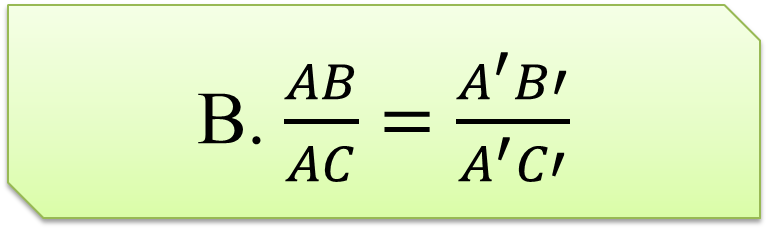 B. AB/AC = A′B′/A′C′